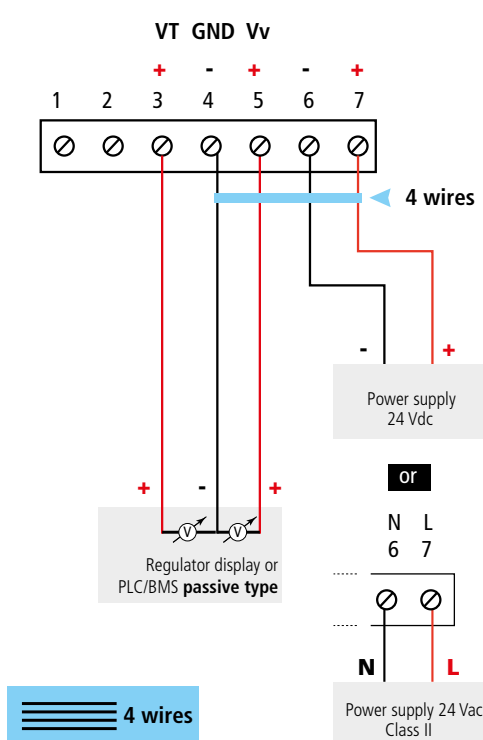 VT GND Vv
+ - + - +
1 2 3 4 5 6 7
4 wires
- +
Power supply
24 Vdc
or
+ - +
V V
Regulator display or
PLC/BMS passive type
N L
6 7
N L
4 wires
Power supply 24 Vac
Class II